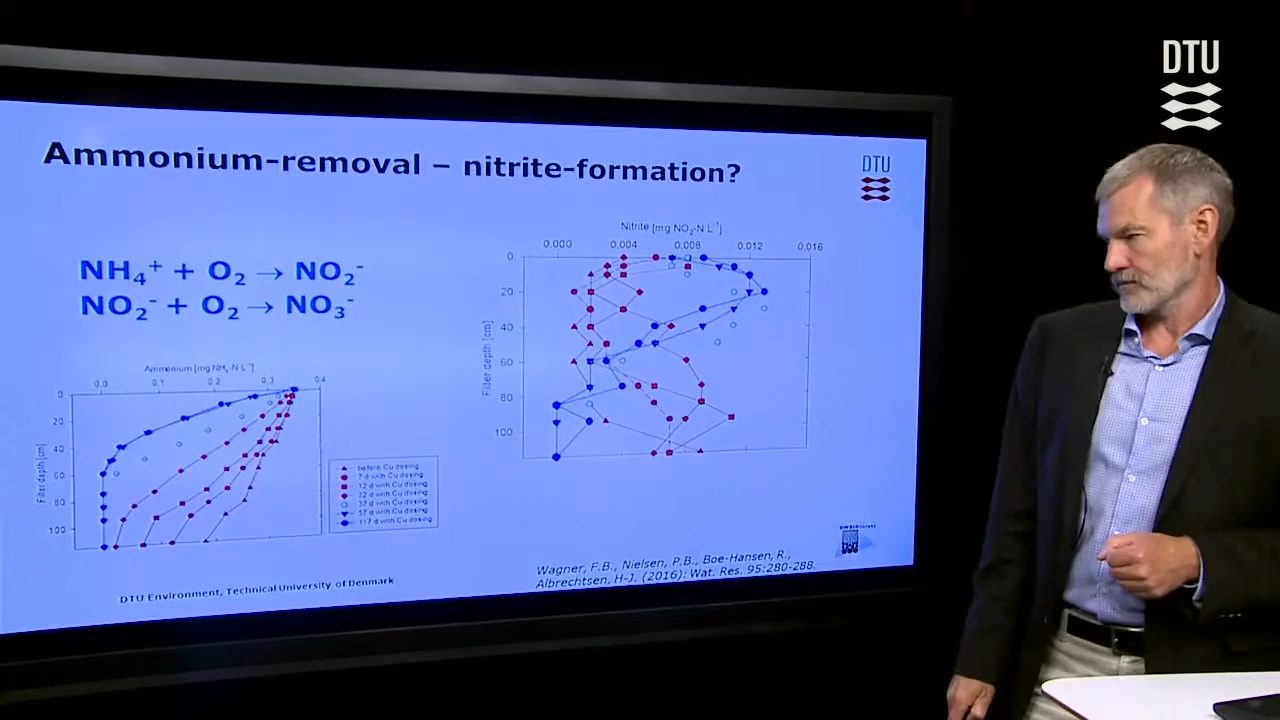 DTU
Ammonium-removal – nitrite-formation?
DTU
NH₄⁺ + O₂ → NO₂⁻
NO₂⁻ + O₂ → NO₃⁻
Nitrite [mg NO₂-N L⁻¹]
0,000 0,004 0,008 0,012 0,016
0
20
40
60
80
100
Filter depth [cm]
Ammonium [mg NH₄-N L⁻¹]
0,0 0,1 0,2 0,3 0,4
0
20
40
60
80
100
Filter depth [cm]
before Cu dosing
7 d with Cu dosing
12 d with Cu dosing
22 d with Cu dosing
37 d with Cu dosing
57 d with Cu dosing
117 d with Cu dosing
Wagner, F.B., Nielsen, P.B., Boe-Hansen, R.,
Albrechtsen, H-J. (2016): Wat. Res. 95:280-288.
DTU Environment, Technical University of Denmark